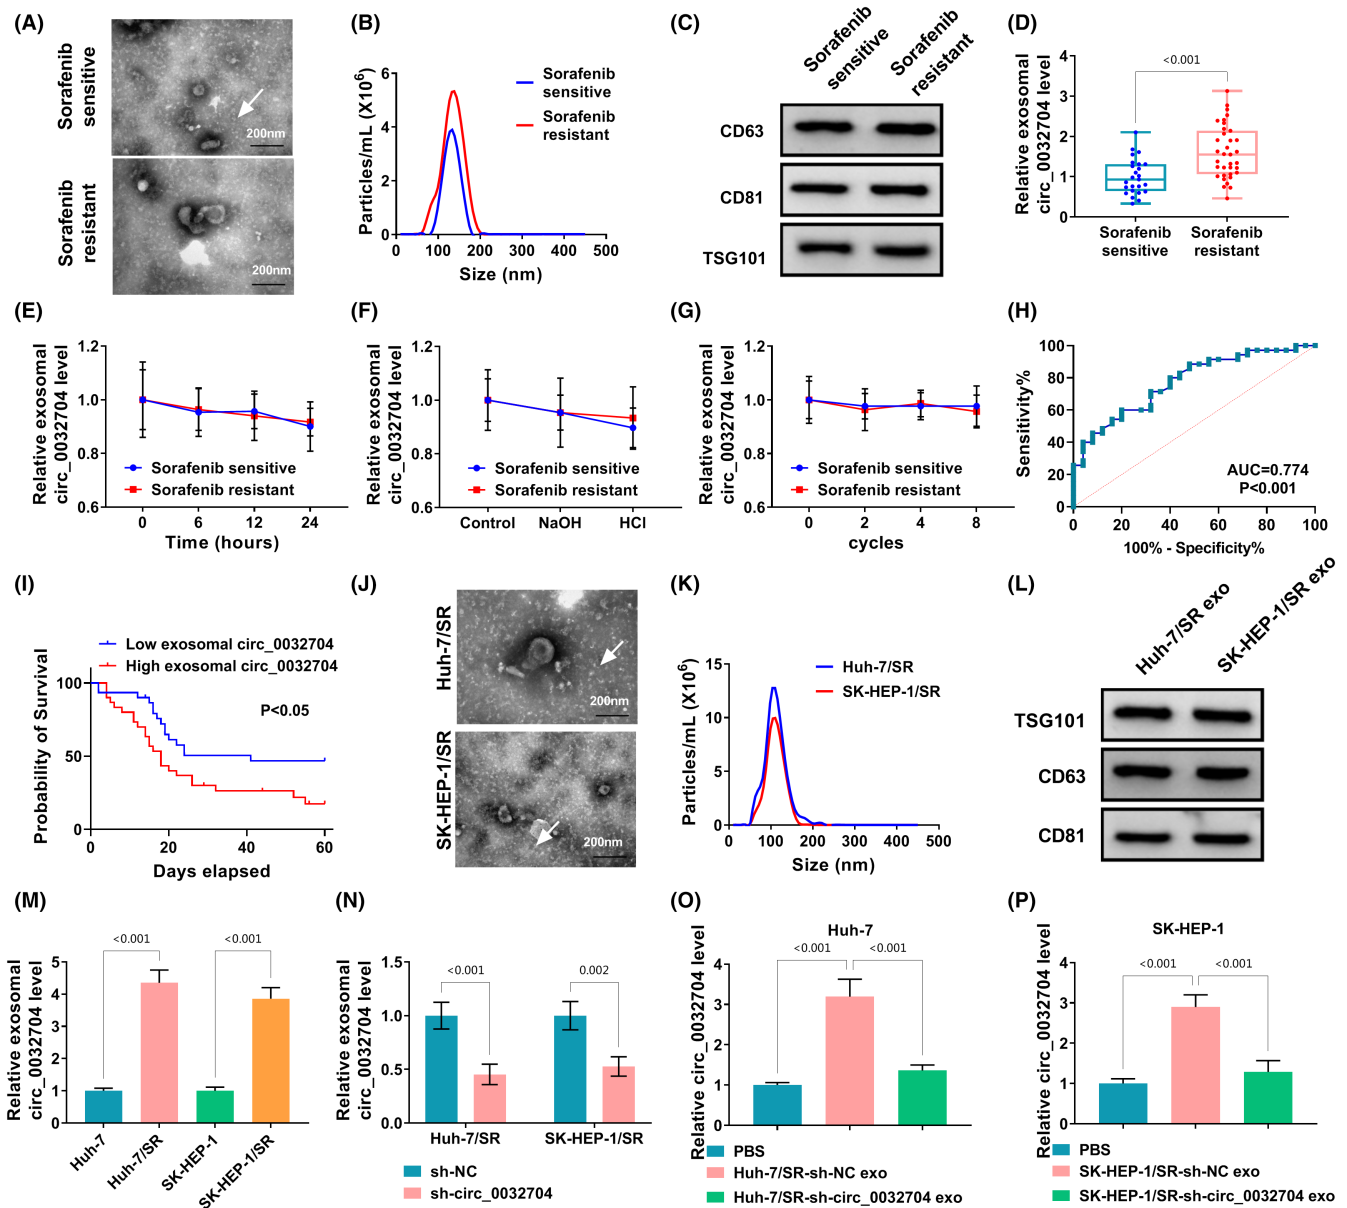 (A)
Sorafenib
sensitive
200nm
Sorafenib
resistant
200nm
(B)
Particles/mL (X10⁶)
6
4
2
0
0 100 200 300 400 500
Size (nm)
Sorafenib
sensitive
Sorafenib
resistant
(C)
Sorafenib
sensitive
Sorafenib
resistant
CD63
CD81
TSG101
(D)
Relative exosomal
circ_0032704 level
4
3
2
1
0
<0.001
Sorafenib
sensitive
Sorafenib
resistant
(E)
Relative exosomal
circ_0032704 level
1.2
1.0
0.8
0.6
Sorafenib sensitive
Sorafenib resistant
0 6 12 24
Time (hours)
(F)
Relative exosomal
circ_0032704 level
1.2
1.0
0.8
0.6
Sorafenib sensitive
Sorafenib resistant
Control NaOH HCl
(G)
Relative exosomal
circ_0032704 level
1.2
1.0
0.8
0.6
Sorafenib sensitive
Sorafenib resistant
0 2 4 8
cycles
(H)
Sensitivity%
100
80
60
40
20
0
AUC=0.774
P<0.001
0 20 40 60 80 100
100% - Specificity%
(I)
Low exosomal circ_0032704
High exosomal circ_0032704
Probability of Survival
100
50
0
P<0.05
0 20 40 60
Days elapsed
(J)
Huh-7/SR
200nm
SK-HEP-1/SR
200nm
(K)
Particles/mL (X10⁶)
15
10
5
0
Huh-7/SR
SK-HEP-1/SR
0 100 200 300 400 500
Size (nm)
(L)
Huh-7/SR exo
SK-HEP-1/SR exo
TSG101
CD63
CD81
(M)
Relative exosomal
circ_0032704 level
5
4
3
2
1
0
<0.001
<0.001
Huh-7
Huh-7/SR
SK-HEP-1
SK-HEP-1/SR
(N)
Relative exosomal
circ_0032704 level
1.5
1.0
0.5
0.0
<0.001
0.002
Huh-7/SR SK-HEP-1/SR
sh-NC
sh-circ_0032704
(O)
Huh-7
Relative circ_0032704 level
4
3
2
1
0
<0.001
<0.001
PBS
Huh-7/SR-sh-NC exo
Huh-7/SR-sh-circ_0032704 exo
(P)
SK-HEP-1
Relative circ_0032704 level
4
3
2
1
0
<0.001
<0.001
PBS
SK-HEP-1/SR-sh-NC exo
SK-HEP-1/SR-sh-circ_0032704 exo